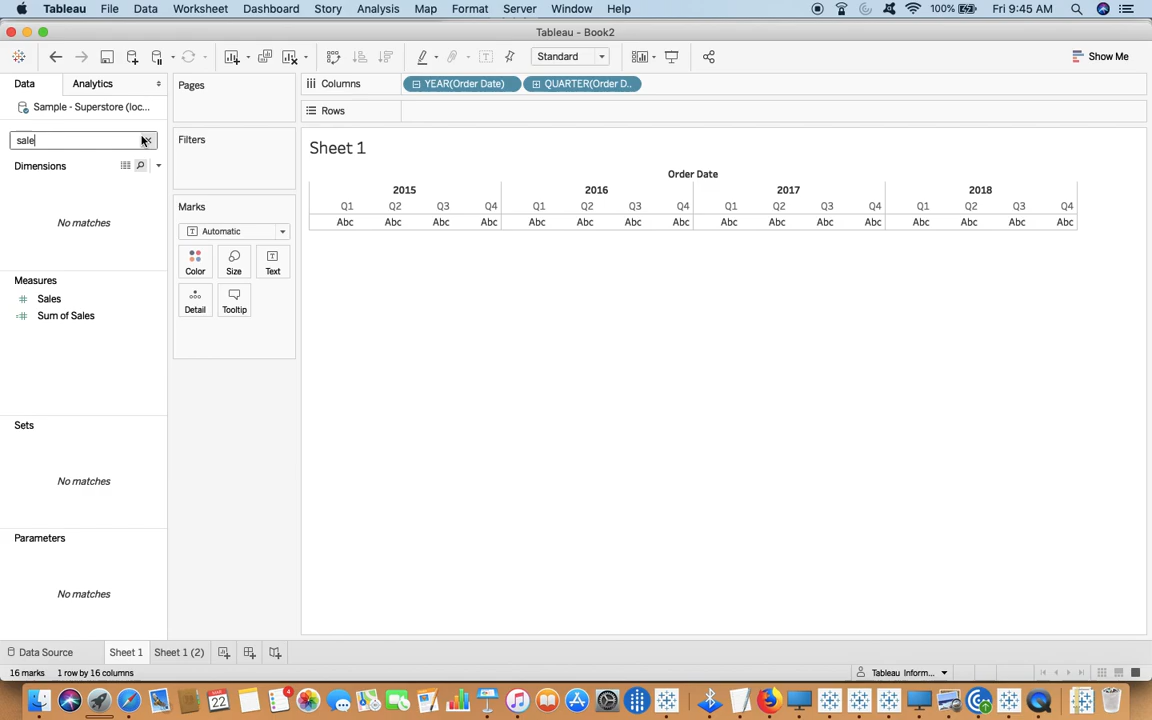 Tableau File Data Worksheet Dashboard Story Analysis Map Format Server Window Help 100% Fri 9:45 AM
Tableau - Book2
Standard Show Me
Data Analytics Pages Columns YEAR(Order Date) QUARTER(Order D..
Sample - Superstore (loc... Rows
sale Filters
Sheet 1
Dimensions
Order Date
2015 2016 2017 2018
Marks Q1 Q2 Q3 Q4 Q1 Q2 Q3 Q4 Q1 Q2 Q3 Q4 Q1 Q2 Q3 Q4
No matches Abc Abc Abc Abc Abc Abc Abc Abc Abc Abc Abc Abc Abc Abc Abc Abc
Automatic
Color Size Text
Measures
Sales
Detail Tooltip
Sum of Sales
Sets
No matches
Parameters
No matches
Data Source Sheet 1 Sheet 1 (2)
16 marks 1 row by 16 columns Tableau Inform...
22 4